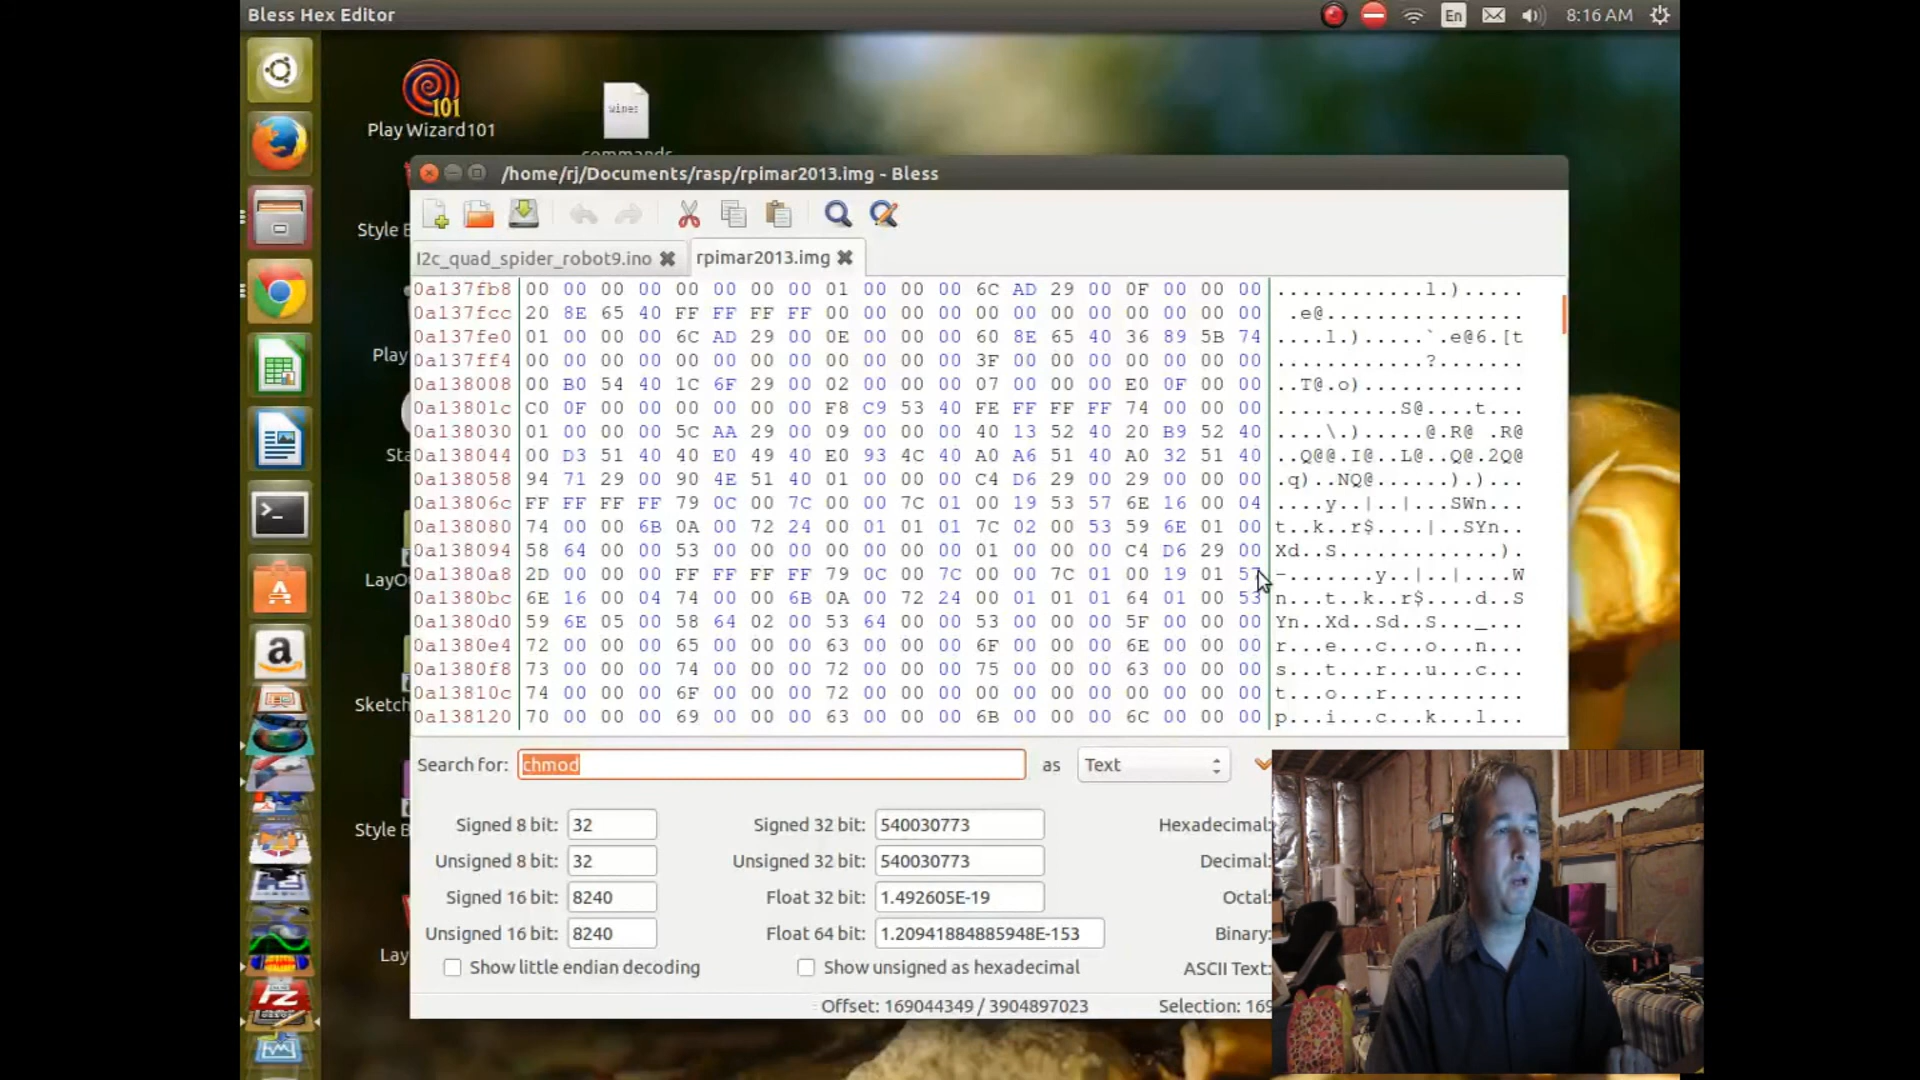 Bless Hex Editor
En
8:16 AM
101
Play Wizard101
wines
/home/rj/Documents/rasp/rpimar2013.img - Bless
I2c_quad_spider_robot9.ino
rpimar2013.img
0a137fb8 00 00 00 00 00 00 00 00 01 00 00 00 6C AD 29 00 0F 00 00 00 ............l.).....
0a137fcc 20 8E 65 40 FF FF FF FF 00 00 00 00 00 00 00 00 00 00 00 00  .e@................
0a137fe0 01 00 00 00 6C AD 29 00 0E 00 00 00 60 8E 65 40 36 89 5B 74 ....l.).....`.e@6.[t
0a137ff4 00 00 00 00 00 00 00 00 00 00 00 00 3F 00 00 00 00 00 00 00 ............?.......
0a138008 00 B0 54 40 1C 6F 29 00 02 00 00 00 07 00 00 00 E0 0F 00 00 ..T@.o).............
0a13801c C0 0F 00 00 00 00 00 00 F8 C9 53 40 FE FF FF FF 74 00 00 00 ..........S@....t...
0a138030 01 00 00 00 5C AA 29 00 09 00 00 00 40 13 52 40 20 B9 52 40 ....\.).....@.R@ .R@
0a138044 00 D3 51 40 40 E0 49 40 E0 93 4C 40 A0 A6 51 40 A0 32 51 40 ..Q@@.I@..L@..Q@.2Q@
0a138058 94 71 29 00 90 4E 51 40 01 00 00 00 C4 D6 29 00 29 00 00 00 .q)..NQ@......).)...
0a13806c FF FF FF FF 79 0C 00 7C 00 00 7C 01 00 19 53 57 6E 16 00 04 ....y..|..|...SWn...
0a138080 74 00 00 6B 0A 00 72 24 00 01 01 01 7C 02 00 53 59 6E 01 00 t..k..r$....|..SYn..
0a138094 58 64 00 00 53 00 00 00 00 00 00 00 01 00 00 00 C4 D6 29 00 Xd..S.............).
0a1380a8 2D 00 00 00 FF FF FF FF 79 0C 00 7C 00 00 7C 01 00 19 01 57 -.......y..|..|....W
0a1380bc 6E 16 00 04 74 00 00 6B 0A 00 72 24 00 01 01 01 64 01 00 53 n...t..k..r$....d..S
0a1380d0 59 6E 05 00 58 64 02 00 53 64 00 00 53 00 00 00 5F 00 00 00 Yn..Xd..Sd..S..._...
0a1380e4 72 00 00 00 65 00 00 00 63 00 00 00 6F 00 00 00 6E 00 00 00 r...e...c...o...n...
0a1380f8 73 00 00 00 74 00 00 00 72 00 00 00 75 00 00 00 63 00 00 00 s...t...r...u...c...
0a13810c 74 00 00 00 6F 00 00 00 72 00 00 00 00 00 00 00 00 00 00 00 t...o...r...........
0a138120 70 00 00 00 69 00 00 00 63 00 00 00 6B 00 00 00 6C 00 00 00 p...i...c...k...l...
Search for: chmod as Text
Signed 8 bit: 32 Signed 32 bit: 540030773 Hexadecimal:
Unsigned 8 bit: 32 Unsigned 32 bit: 540030773 Decimal:
Signed 16 bit: 8240 Float 32 bit: 1.492605E-19 Octal:
Unsigned 16 bit: 8240 Float 64 bit: 1.20941884885948E-153 Binary:
Show little endian decoding Show unsigned as hexadecimal ASCII Text:
Offset: 169044349 / 3904897023 Selection: 169
Style B
Play
Sta
LayO
Sketch
Style B
Lay